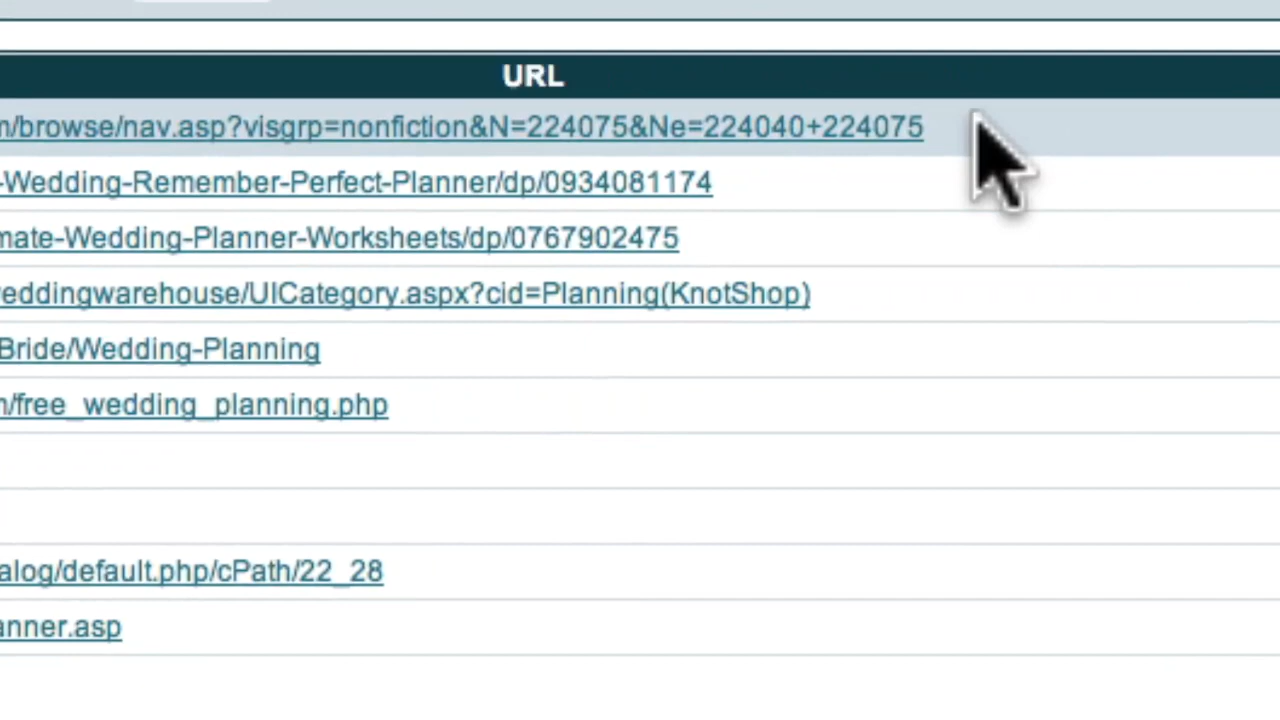 URL
m/browse/nav.asp?visgrp=nonfiction&N=224075&Ne=224040+224075
-Wedding-Remember-Perfect-Planner/dp/0934081174
mate-Wedding-Planner-Worksheets/dp/0767902475
eddingwarehouse/UICategory.aspx?cid=Planning(KnotShop)
Bride/Wedding-Planning
/free_wedding_planning.php
alog/default.php/cPath/22_28
anner.asp